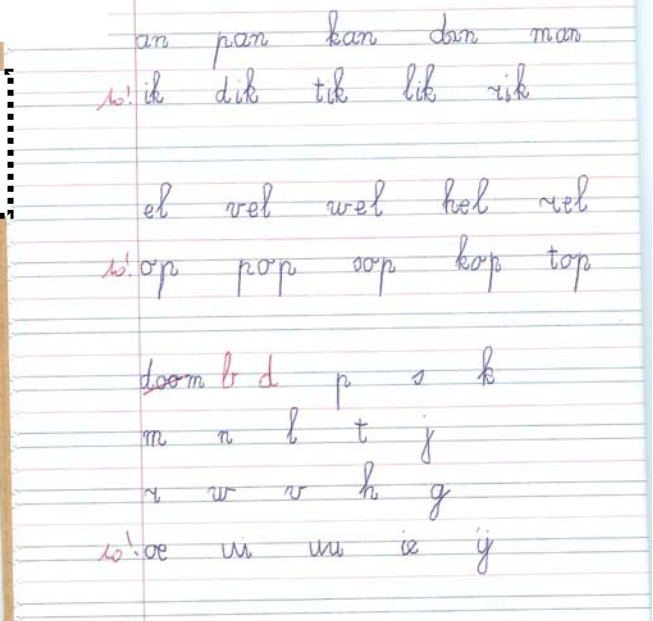 an pan kan dan man
10! ik dik tik lik rik
el vel wel hel rel
10! op pop sop kop top
doom b d p s k
m n l t j
r w v h g
10! oe ui uu ie ij